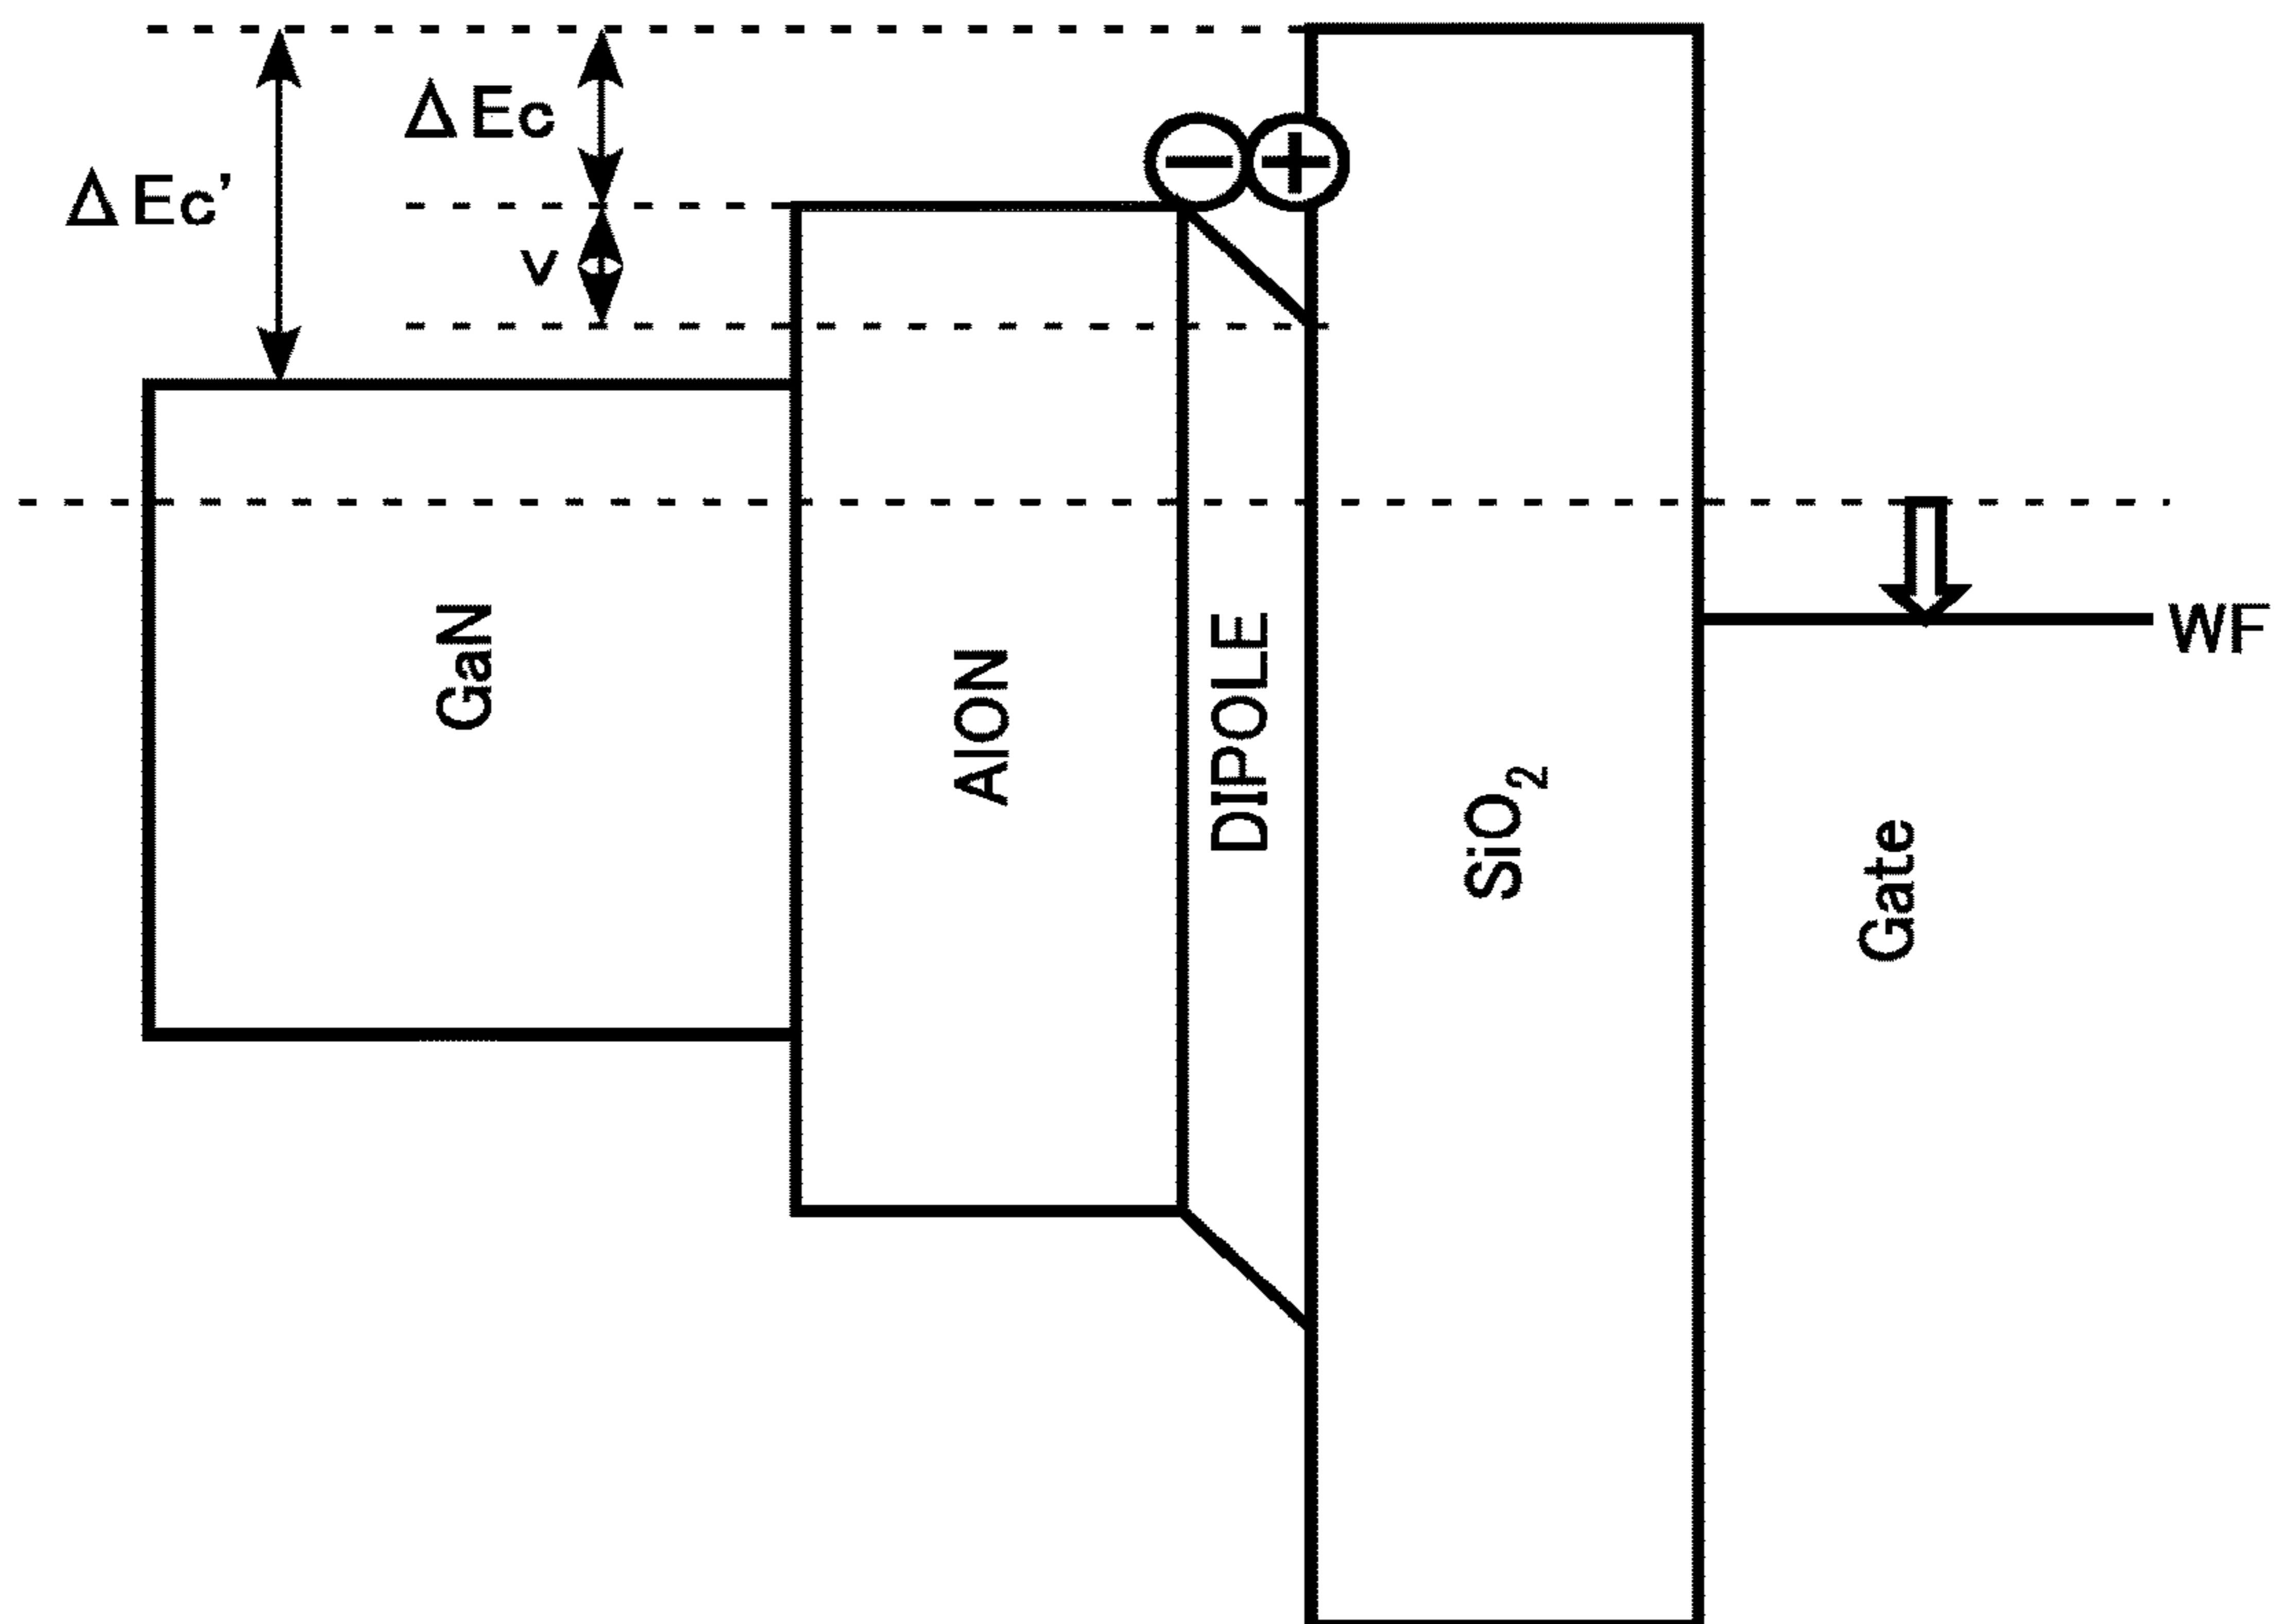 ΔEc
ΔEc’
v
− +
GaN
AlON
DIPOLE
SiO₂
Gate
WF